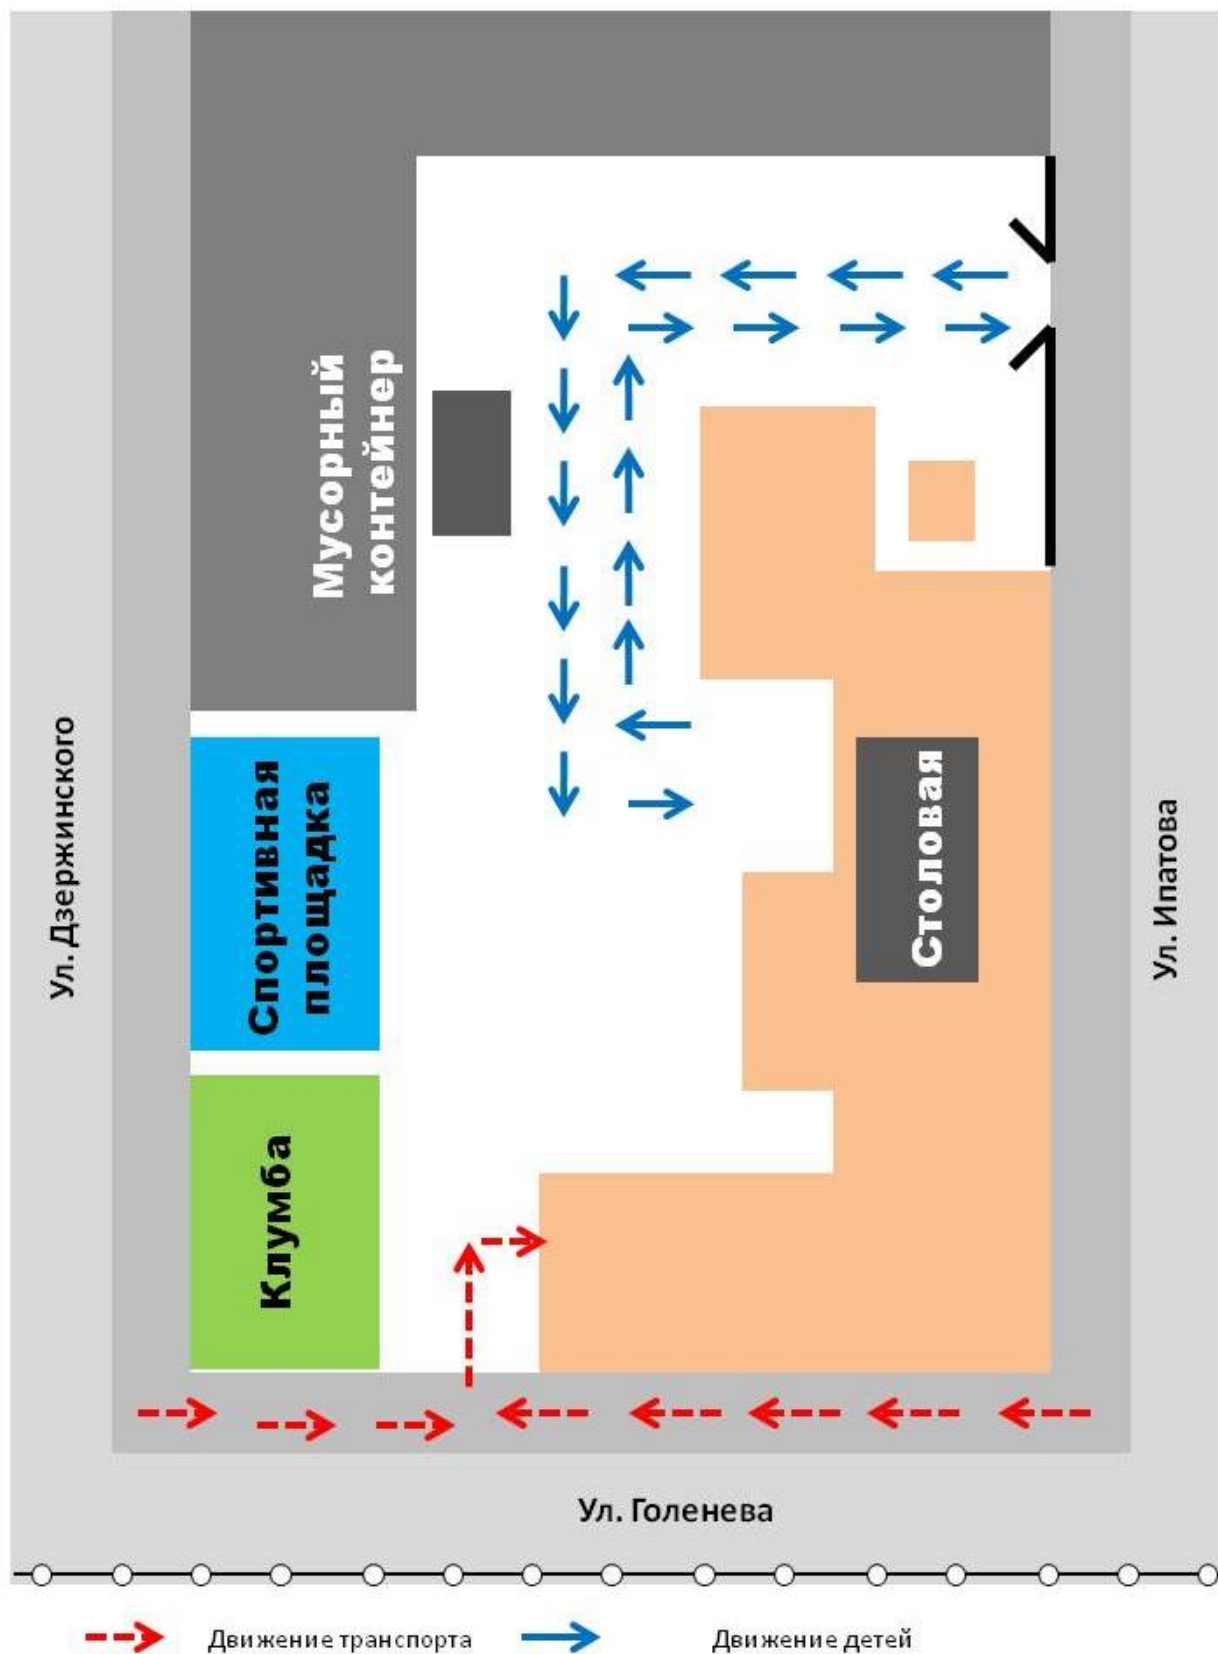 Мусорный
контейнер
Ул. Дзержинского
Спортивная
площадка
Столовая
Ул. Ипатова
Клумба
Ул. Голенева
Движение транспорта
Движение детей